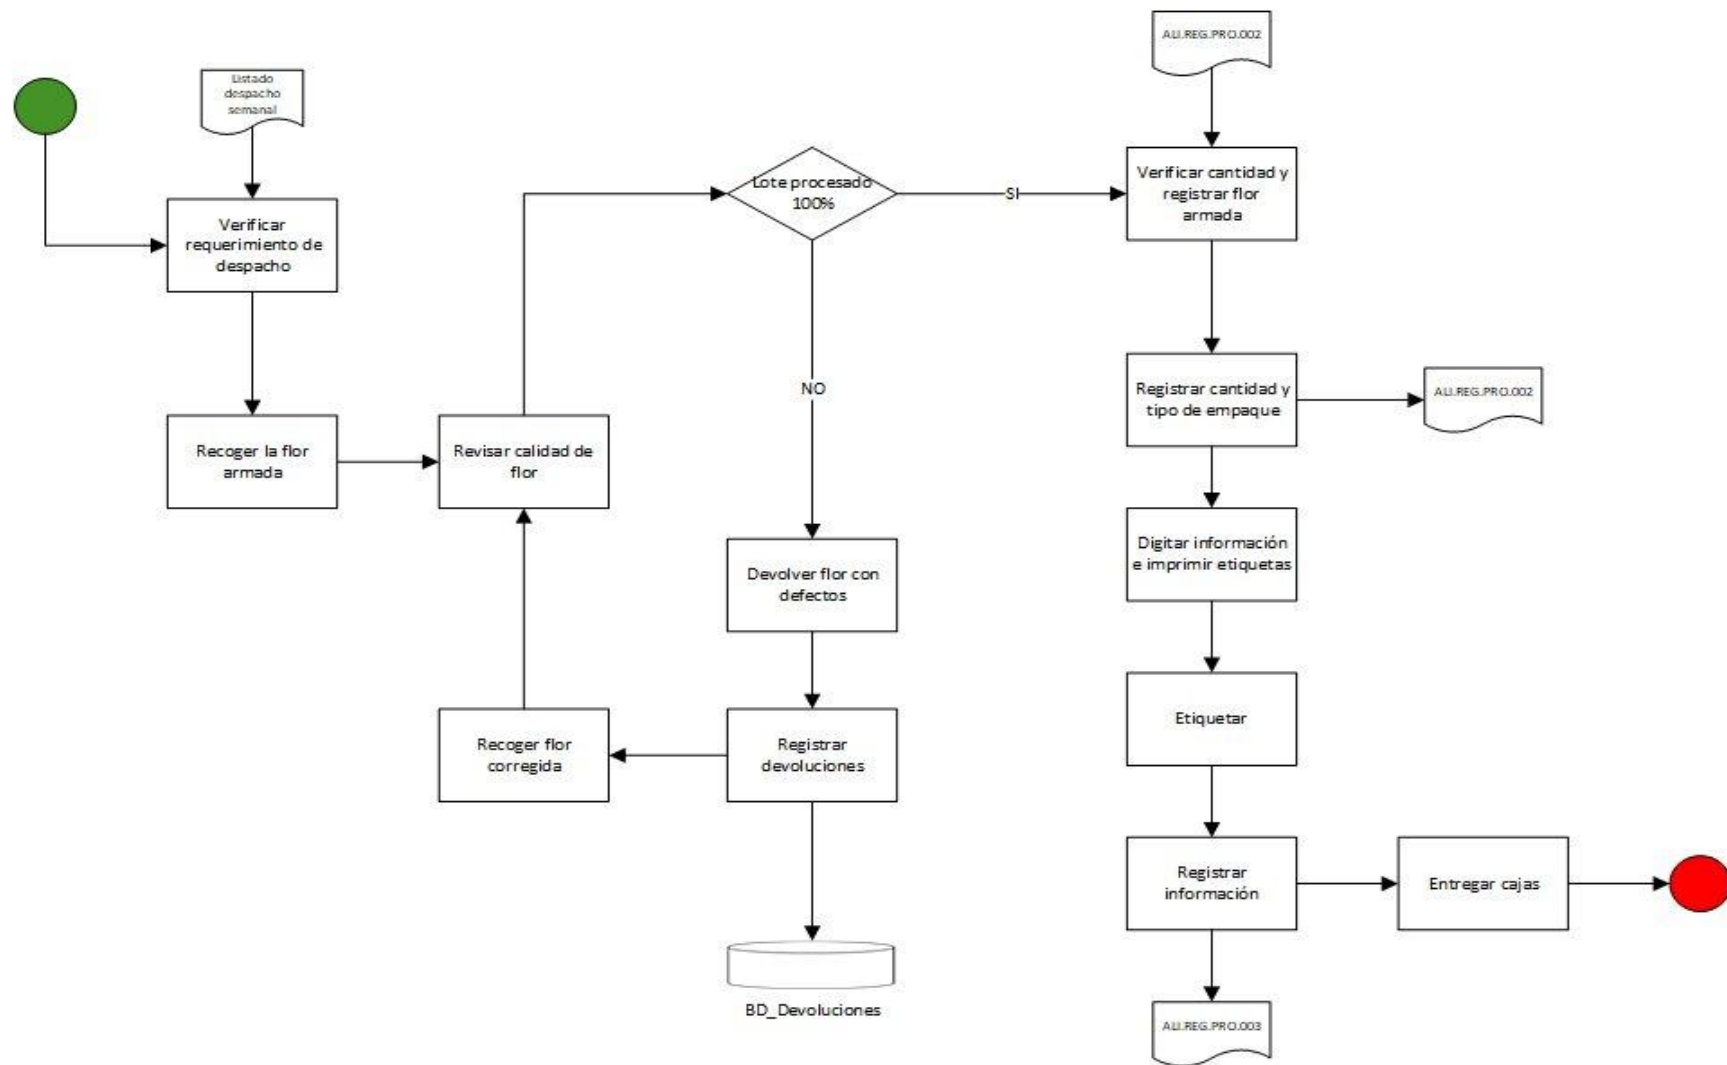 Listado
despacho
semanal
Verificar
requerimiento de
despacho
Recoger la flor
armada
Revisar calidad de
flor
Lote procesado
100%
SI
NO
Devolver flor con
defectos
Registrar
devoluciones
Recoger flor
corregida
BD_Devoluciones
ALI.REG.PRO.002
Verificar cantidad y
registrar flor
armada
Registrar cantidad y
tipo de empaque
ALI.REG.PRO.002
Digitar información
e imprimir etiquetas
Etiquetar
Registrar
información
Entregar cajas
ALI.REG.PRO.003